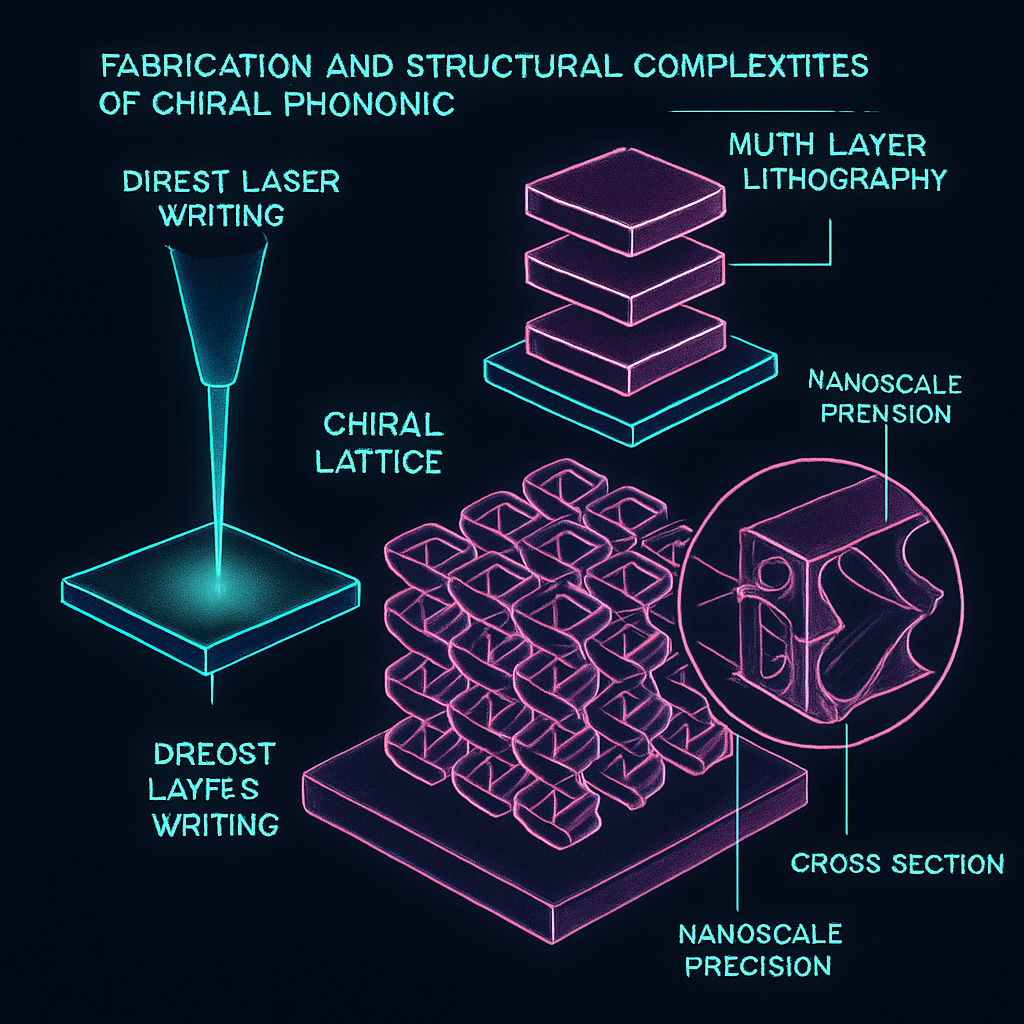 FABRICATION AND STRUCTURAL COMPLEXTITES
OF CHIRAL PHONONIC
DIREST LASER
WRITING
MUTH LAYER
LITHOGRAPHY
NANOSCALE
PRENSION
CHIRAL
LATTICE
DREOST
LAYFES
WRITING
CROSS SECTION
NANOSCALE
PRECISION